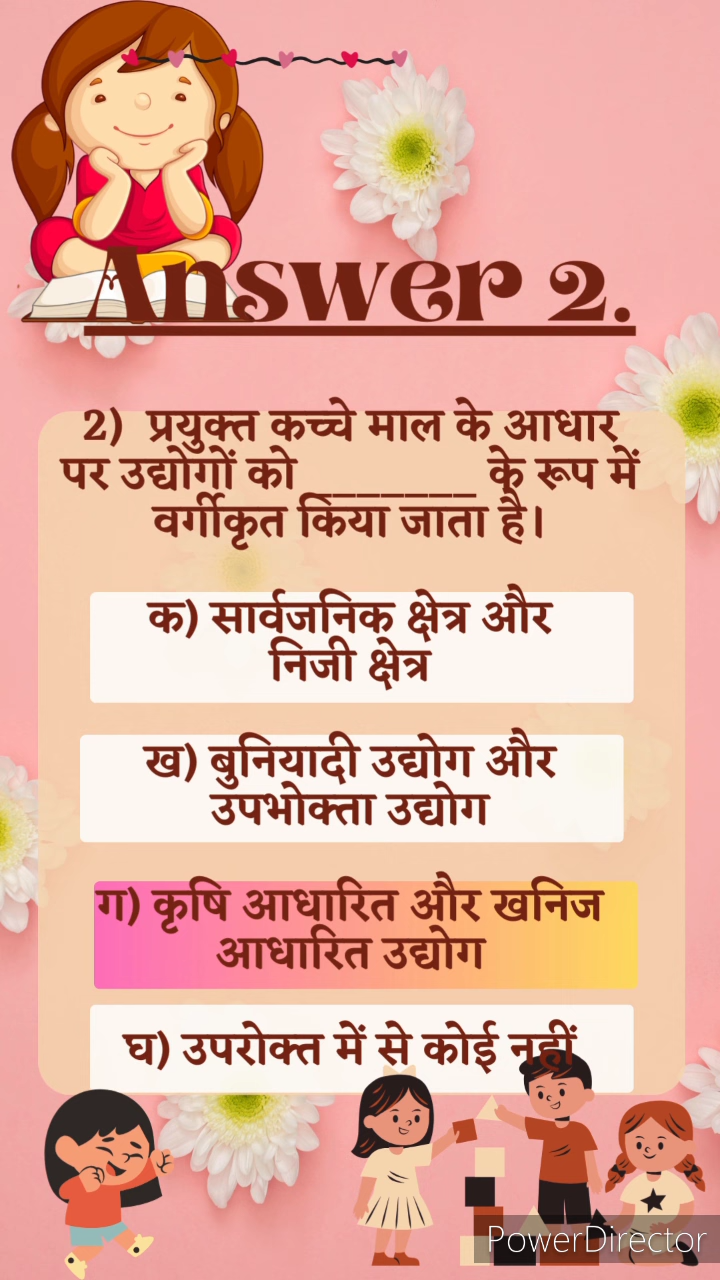 Answer 2.
2) प्रयुक्त कच्चे माल के आधार
पर उद्योगों को _______ के रूप में
वर्गीकृत किया जाता है।
क) सार्वजनिक क्षेत्र और
निजी क्षेत्र
ख) बुनियादी उद्योग और
उपभोक्ता उद्योग
ग) कृषि आधारित और खनिज
आधारित उद्योग
घ) उपरोक्त में से कोई नहीं
PowerDirector